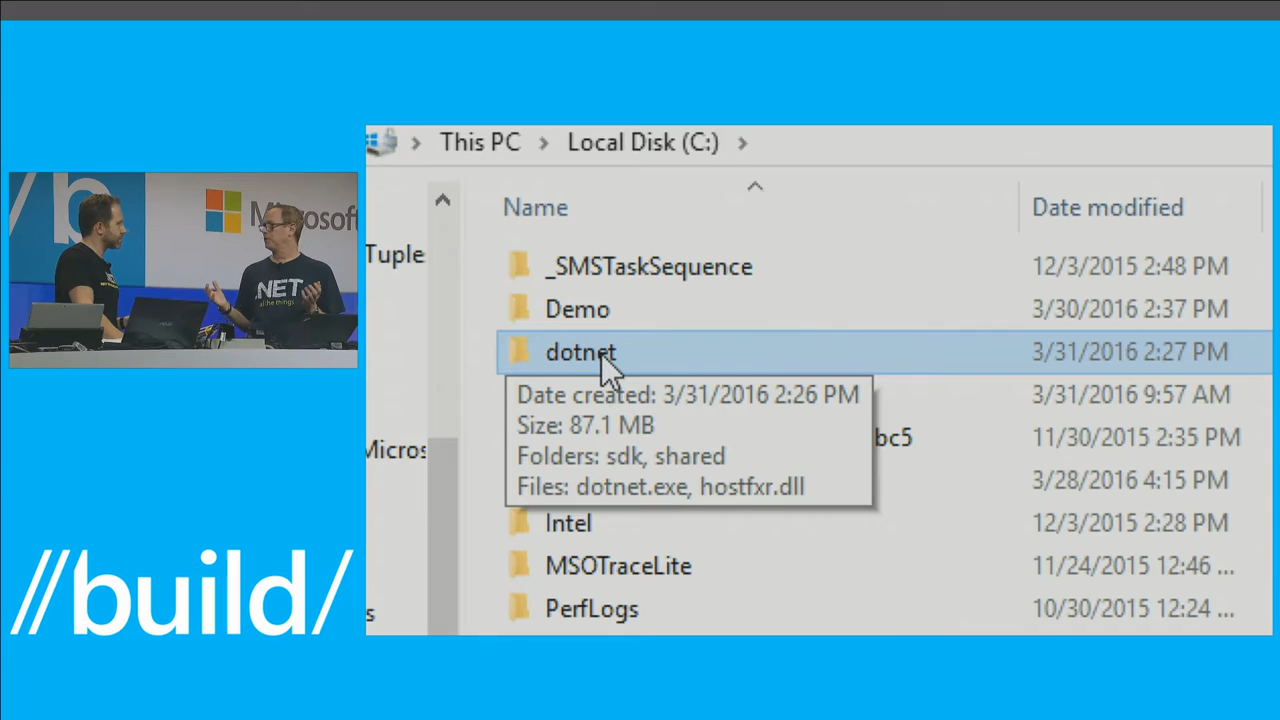 This PC > Local Disk (C:) >
Name Date modified
Tuples
_SMSTaskSequence 12/3/2015 2:48 PM
Demo 3/30/2016 2:37 PM
dotnet 3/31/2016 2:27 PM
Date created: 3/31/2016 2:26 PM
Size: 87.1 MB
Folders: sdk, shared
Files: dotnet.exe, hostfxr.dll
3/31/2016 9:57 AM
bc5 11/30/2015 2:35 PM
Micros
3/28/2016 4:15 PM
Intel 12/3/2015 2:28 PM
MSOTraceLite 11/24/2015 12:46 ...
s
PerfLogs 10/30/2015 12:24 ...
/b
Microsoft
.NET
all the things
//build/